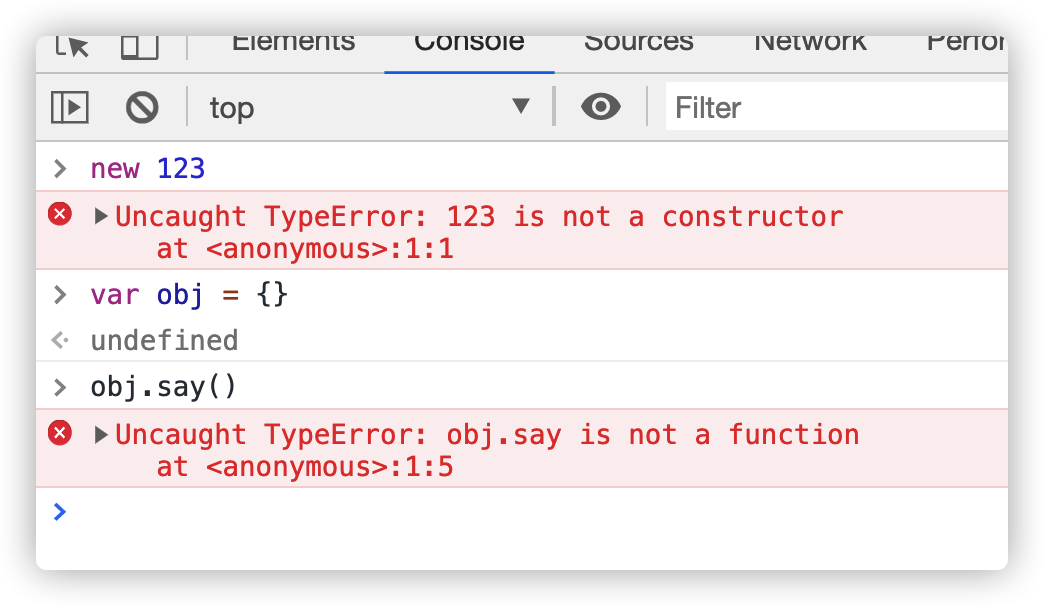 Elements Console Sources Network Perfor
top Filter
new 123
Uncaught TypeError: 123 is not a constructor
at <anonymous>:1:1
var obj = {}
undefined
obj.say()
Uncaught TypeError: obj.say is not a function
at <anonymous>:1:5